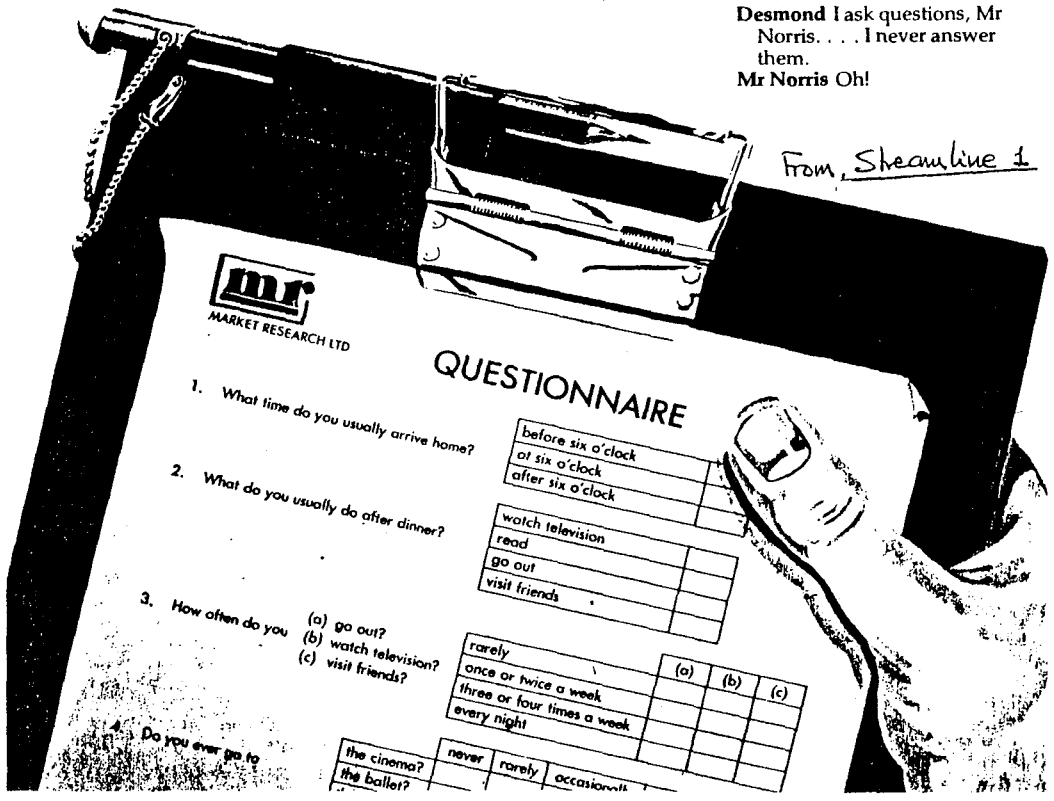 Desmond I ask questions, Mr
Norris. . . . I never answer
them.
Mr Norris Oh!
From, Streamline 1
mr
MARKET RESEARCH LTD
QUESTIONNAIRE
1. What time do you usually arrive home?
before six o'clock
at six o'clock
after six o'clock
2. What do you usually do after dinner?
watch television
read
go out
visit friends
3. How often do you
(a) go out?
(b) watch television?
(c) visit friends?
(a) (b) (c)
rarely
once or twice a week
three or four times a week
every night
4. Do you ever go to
never rarely occasionally
the cinema?
the ballet?